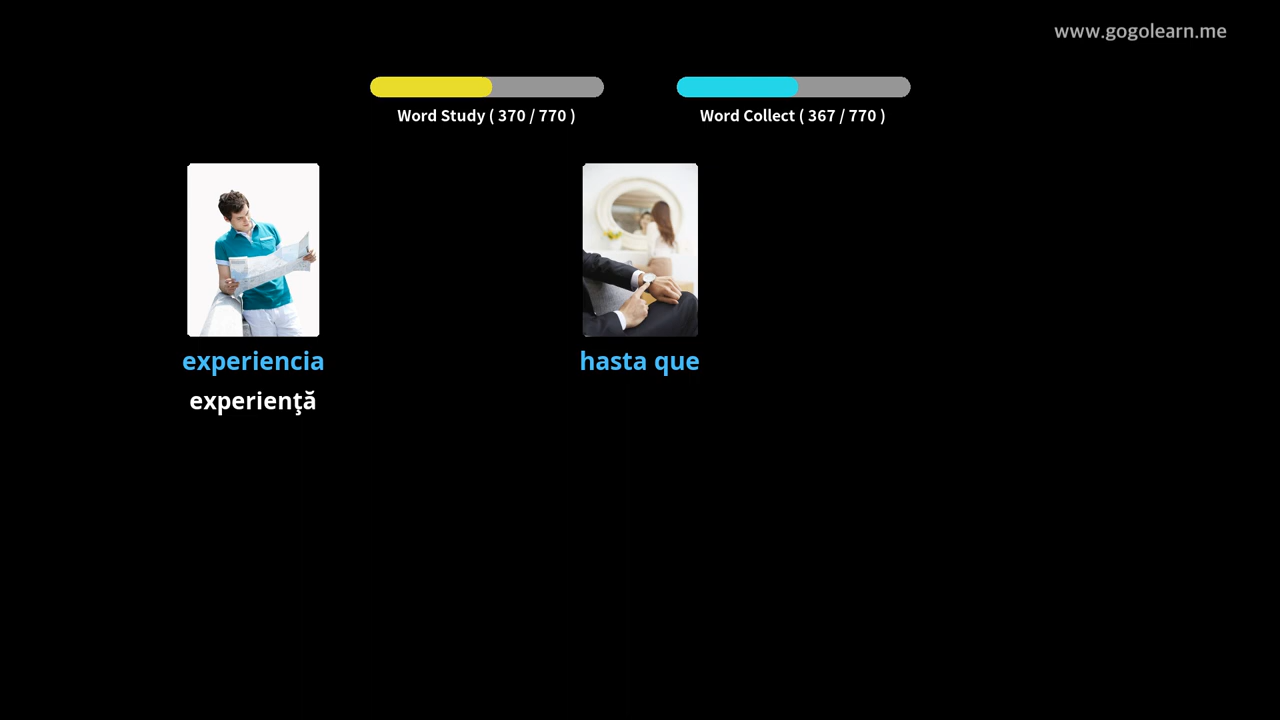 www.gogolearn.me
Word Study ( 370 / 770 )
Word Collect ( 367 / 770 )
experiencia
experienţă
hasta que